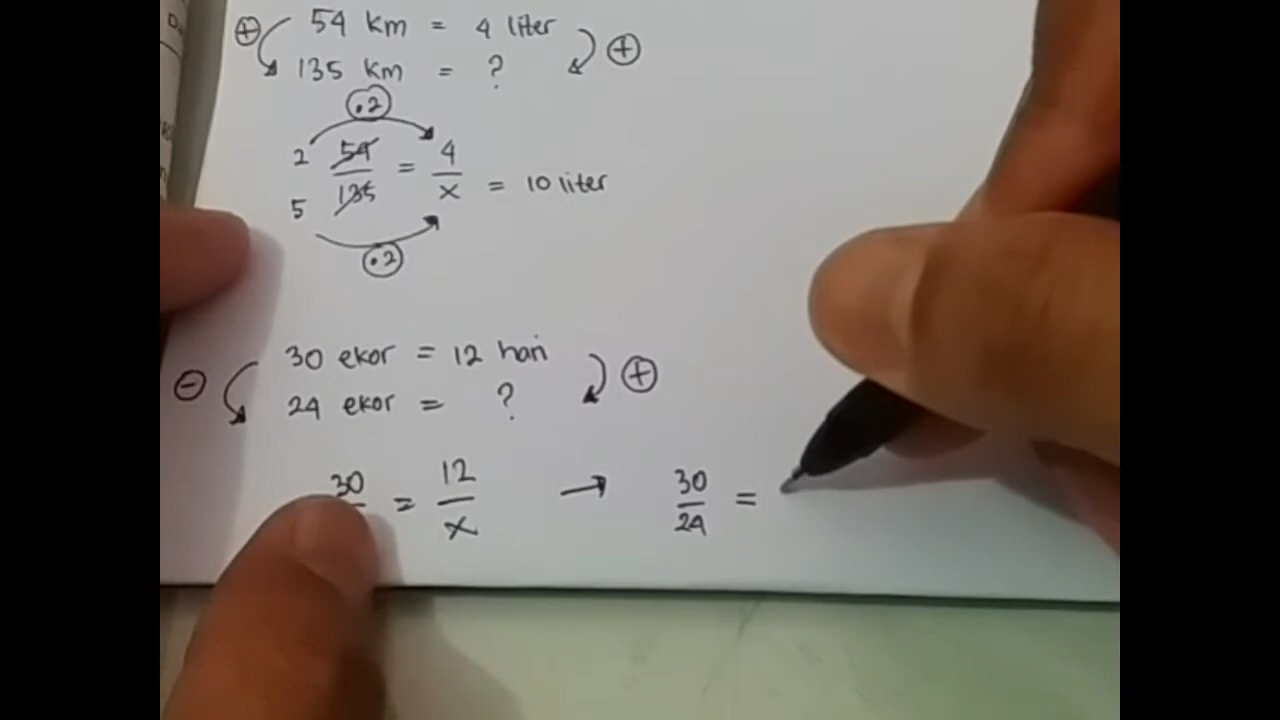 ⊕ 54 km = 4 liter ⊕
135 km = ?
.2
2 54/135 = 4/x = 10 liter
5
.2
30 ekor = 12 hari ⊕
⊖ 24 ekor = ?
30 = 12/x → 30/24 =